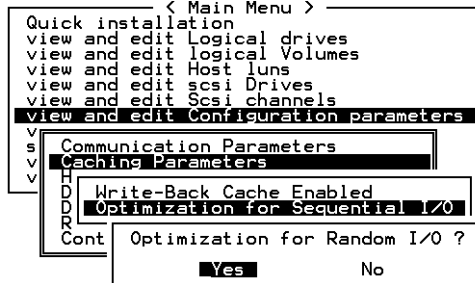 < Main Menu >
Quick installation
view and edit Logical drives
view and edit logical Volumes
view and edit Host luns
view and edit scsi Drives
view and edit Scsi channels
view and edit Configuration parameters
v
s Communication Parameters
v Caching Parameters
v H
D Write-Back Cache Enabled
D Optimization for Sequential I/O
R
Cont Optimization for Random I/O ?
Yes No